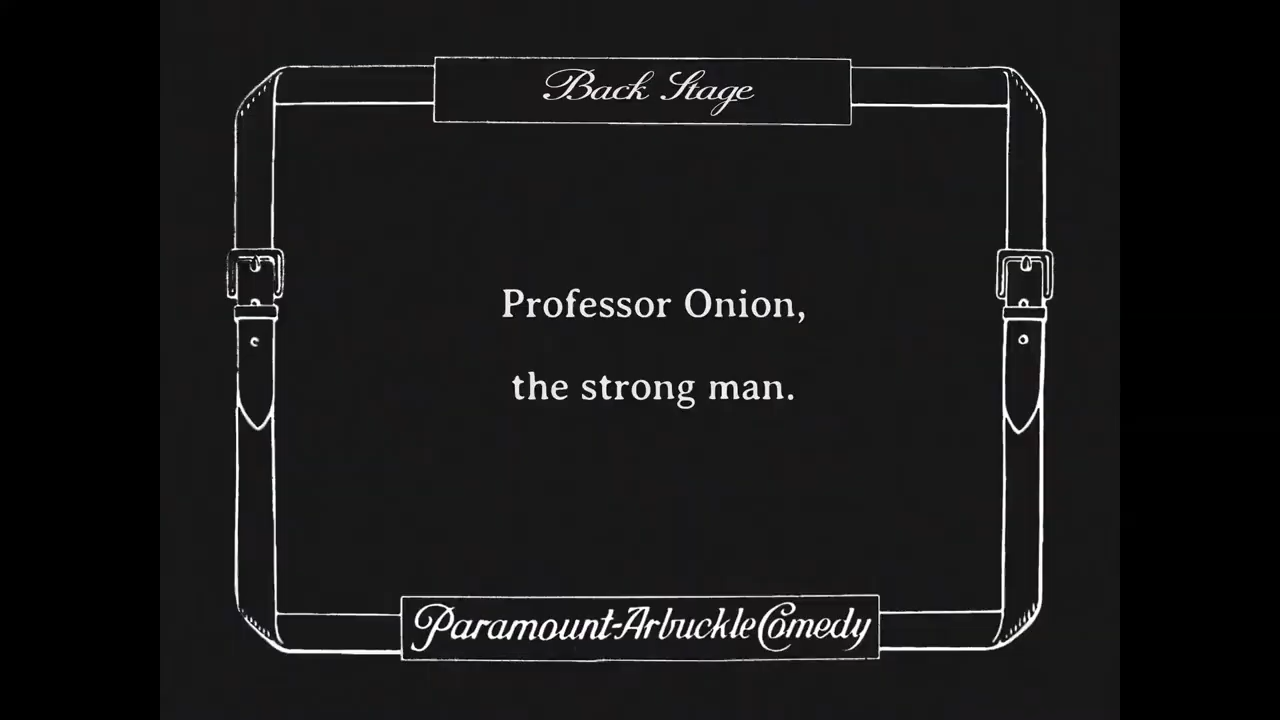 Back Stage
Professor Onion,
the strong man.
Paramount-Arbuckle Comedy